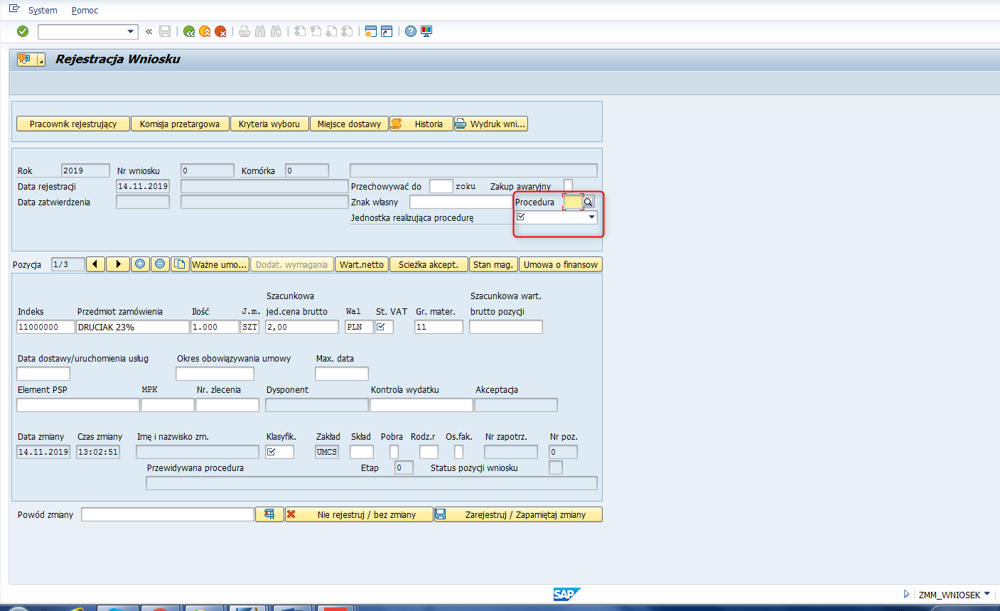 System Pomoc
Rejestracja Wniosku
Pracownik rejestrujący Komisja przetargowa Kryteria wyboru Miejsce dostawy Historia Wydruk wni...
Rok 2019 Nr wniosku 0 Komórka 0
Data rejestracji 14.11.2019 Przechowywać do roku Zakup awaryjny
Data zatwierdzenia Znak własny Procedura
Jednostka realizująca procedurę
Pozycja 1/3 Ważne umo... Dodat. wymagania Wart.netto Scieżka akcept. Stan mag. Umowa o finansow
Szacunkowa Szacunkowa wart.
Indeks Przedmiot zamówienia Ilość J.m. jed.cena brutto Wal St. VAT Gr. mater. brutto pozycji
11000000 DRUCIAK 23% 1.000 SZT 2,00 PLN 11
Data dostawy/uruchomienia usług Okres obowiązywania umowy Max. data
Element PSP MPK Nr. zlecenia Dysponent Kontrola wydatku Akceptacja
Data zmiany Czas zmiany Imę i nazwisko zm. Klasyfik. Zakład Skład Pobra Rodz.r Os.fak. Nr zapotrz. Nr poz.
14.11.2019 13:02:51 UMCS 0
Przewidywana procedura Etap 0 Status pozycji wniosku
Powód zmiany Nie rejestruj / bez zmiany Zarejestruj / Zapamiętaj zmiany
SAP ZMM_WNIOSEK